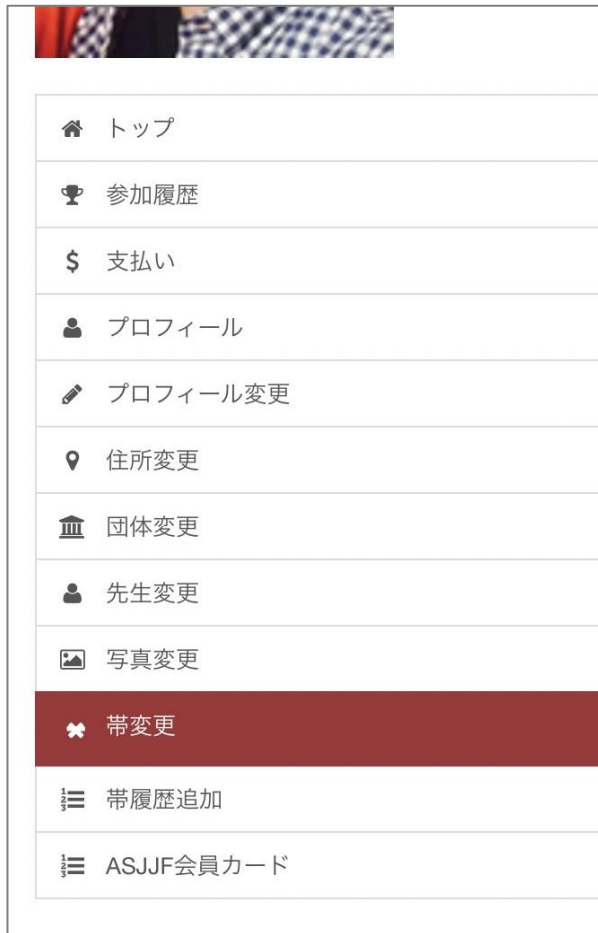 トップ
参加履歴
支払い
プロフィール
プロフィール変更
住所変更
団体変更
先生変更
写真変更
帯変更
帯履歴追加
ASJJF会員カード